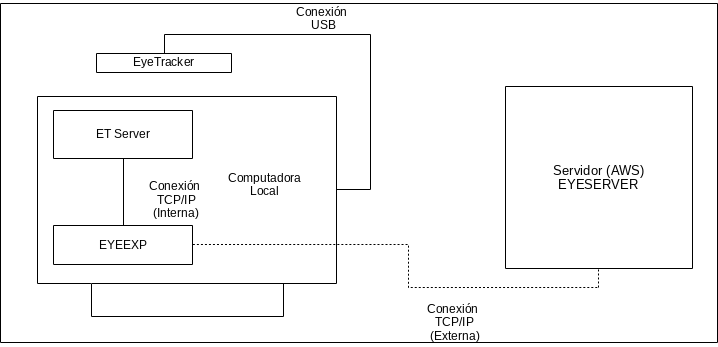 Conexión
USB
EyeTracker
ET Server
Conexión
TCP/IP
(Interna)
Computadora
Local
EYEEXP
Servidor (AWS)
EYESERVER
Conexión
TCP/IP
(Externa)